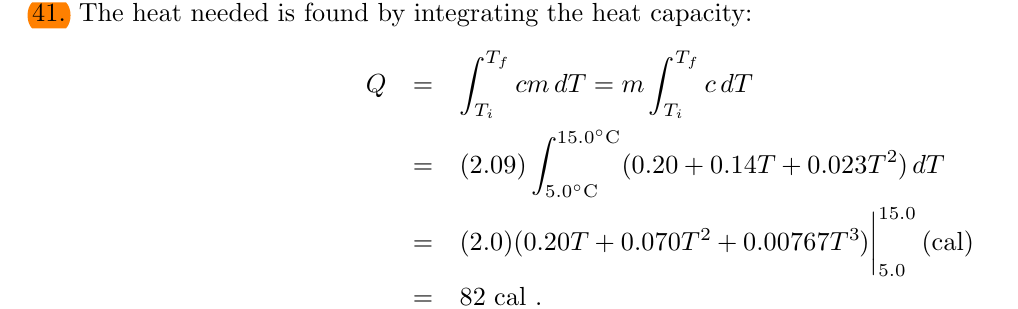 41. The heat needed is found by integrating the heat capacity:
Q = ∫_{T_i}^{T_f} cm dT = m ∫_{T_i}^{T_f} c dT
= (2.09) ∫_{5.0°C}^{15.0°C} (0.20 + 0.14T + 0.023T²) dT
= (2.0)(0.20T + 0.070T² + 0.00767T³)|_{5.0}^{15.0} (cal)
= 82 cal .